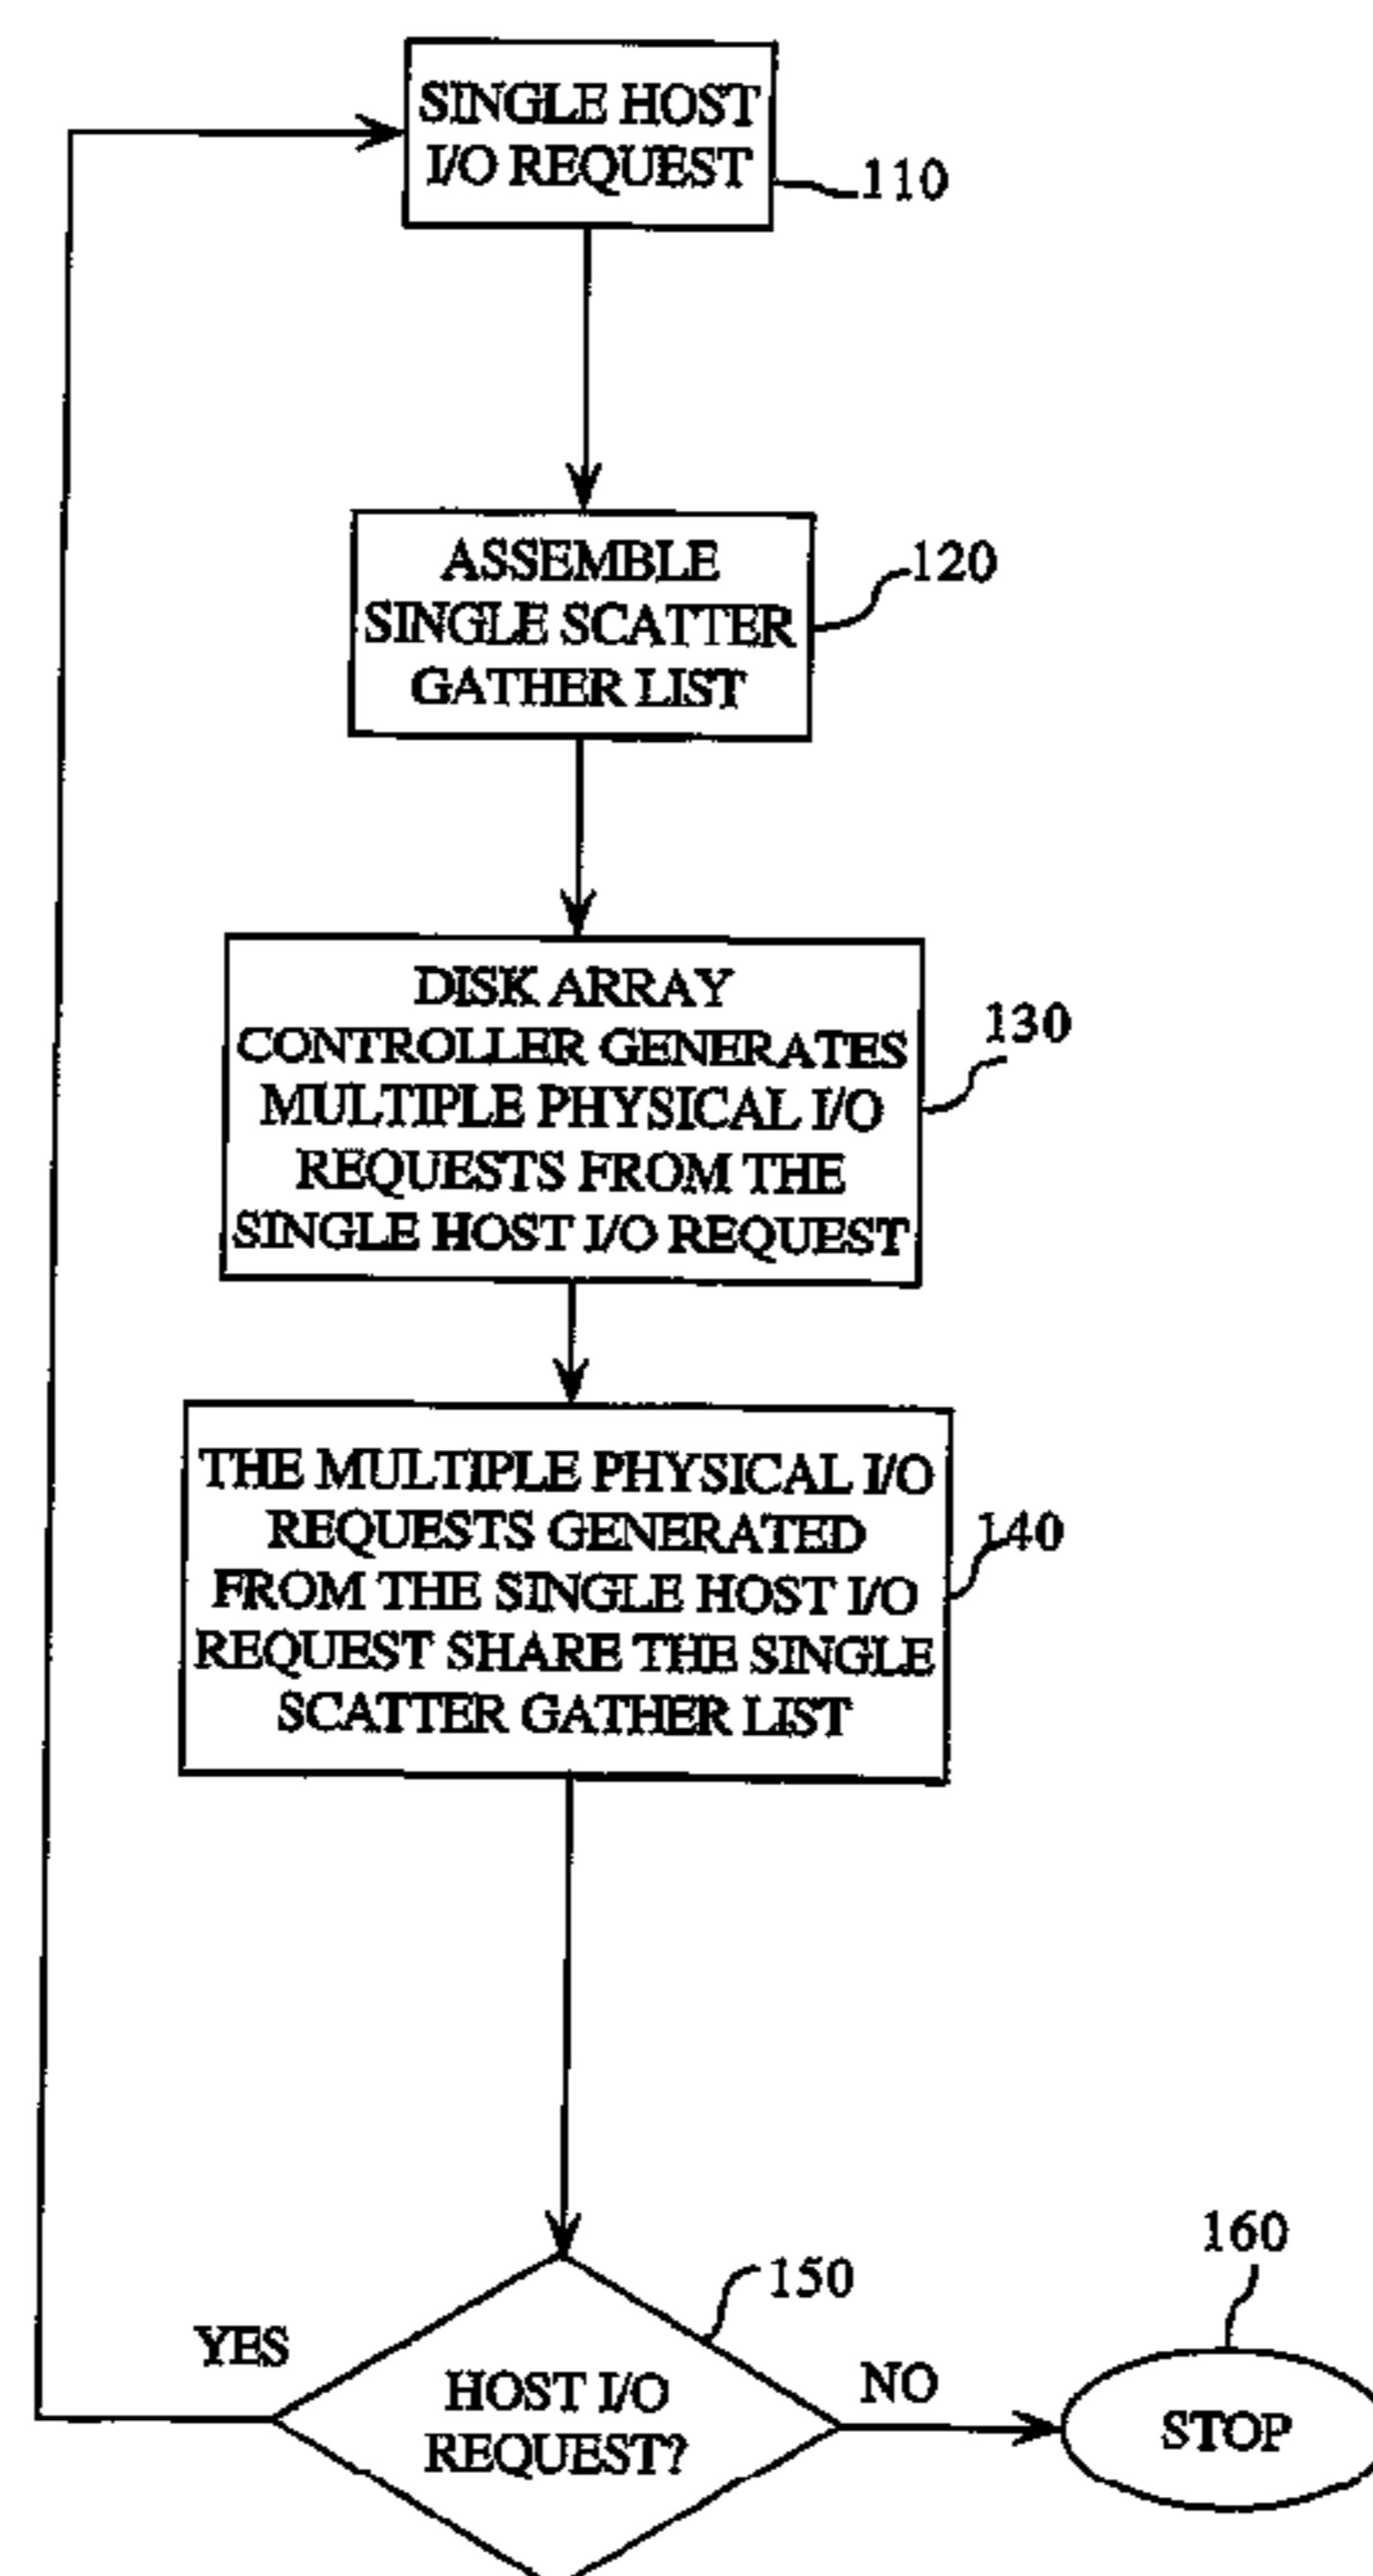 SINGLE HOST
I/O REQUEST
110
ASSEMBLE
SINGLE SCATTER
GATHER LIST
120
DISK ARRAY
CONTROLLER GENERATES
MULTIPLE PHYSICAL I/O
REQUESTS FROM THE
SINGLE HOST I/O REQUEST
130
THE MULTIPLE PHYSICAL I/O
REQUESTS GENERATED
FROM THE SINGLE HOST I/O
REQUEST SHARE THE SINGLE
SCATTER GATHER LIST
140
150
160
YES
HOST I/O
REQUEST?
NO
STOP